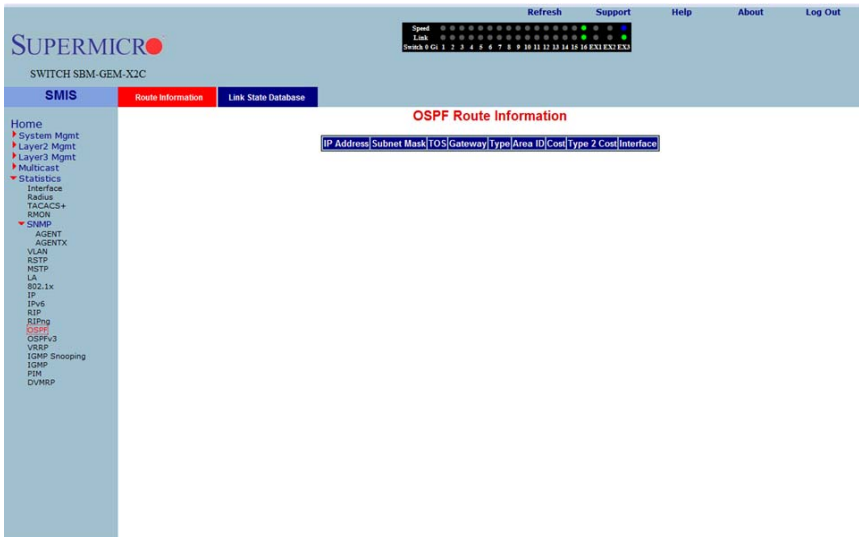 Refresh Support Help About Log Out
SUPERMICRO
SWITCH SBM-GEM-X2C
Speed
Link
Switch 0 Gi 1 2 3 4 5 6 7 8 9 10 11 12 13 14 15 16 EX1 EX2 EX3
SMIS
Route Information
Link State Database
Home
System Mgmt
Layer2 Mgmt
Layer3 Mgmt
Multicast
Statistics
Interface
Radius
TACACS+
RMON
SNMP
AGENT
AGENTX
VLAN
RSTP
MSTP
LA
802.1x
IP
IPv6
RIP
RIPng
OSPF
OSPFv3
VRRP
IGMP Snooping
IGMP
PIM
DVMRP
OSPF Route Information
IP Address Subnet Mask TOS Gateway Type Area ID Cost Type 2 Cost Interface